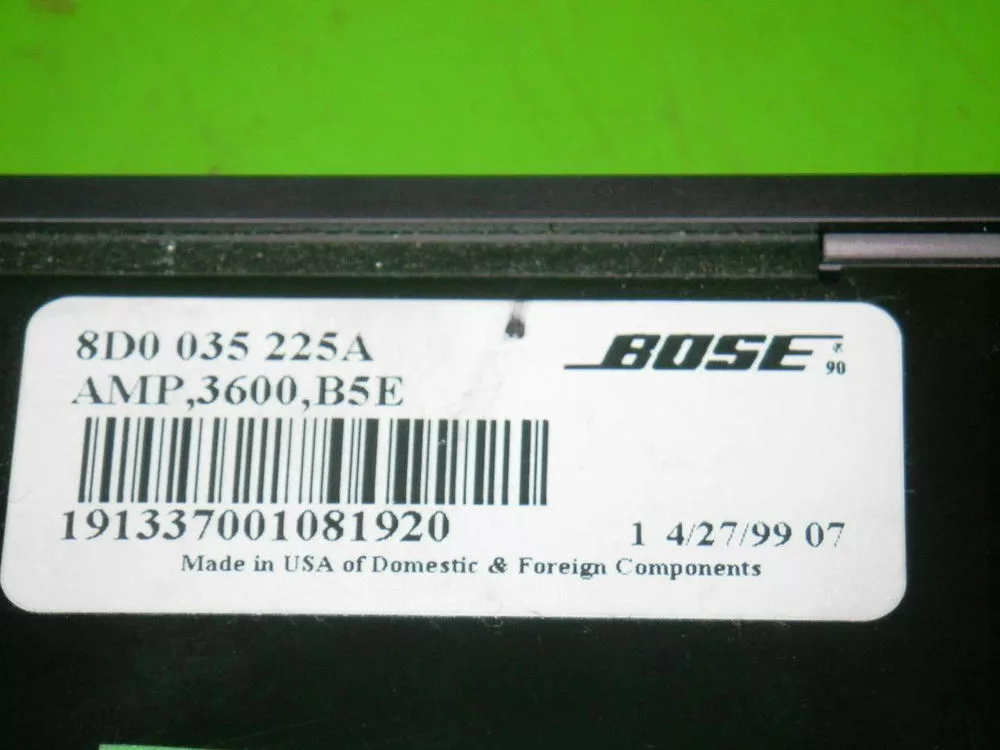 8D0 035 225A
AMP,3600,B5E
BOSE ®
90
191337001081920
1 4/27/99 07
Made in USA of Domestic & Foreign Components